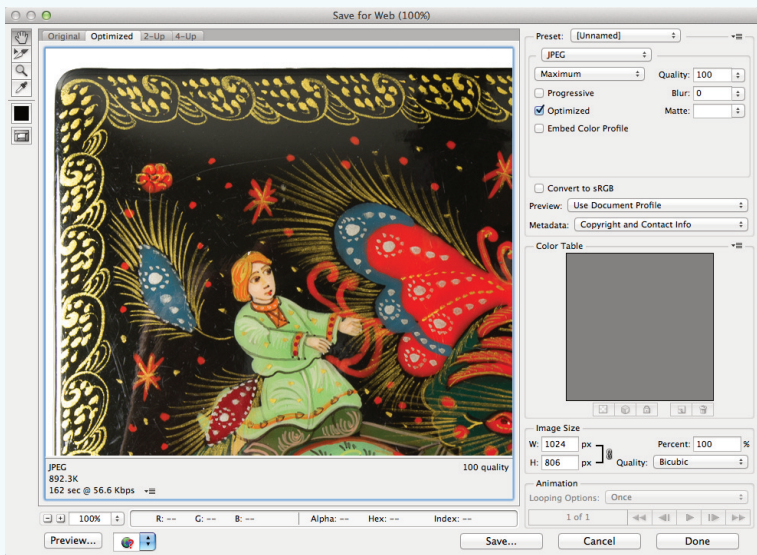 Save for Web (100%)
Original Optimized 2-Up 4-Up
Preset: [Unnamed]
JPEG
Maximum Quality: 100
Progressive Blur: 0
Optimized Matte:
Embed Color Profile
Convert to sRGB
Preview: Use Document Profile
Metadata: Copyright and Contact Info
Color Table
Image Size
W: 1024 px Percent: 100 %
H: 806 px Quality: Bicubic
Animation
Looping Options: Once
1 of 1
JPEG 100 quality
892.3K
162 sec @ 56.6 Kbps
100% R: -- G: -- B: -- Alpha: -- Hex: -- Index: --
Preview... Save... Cancel Done